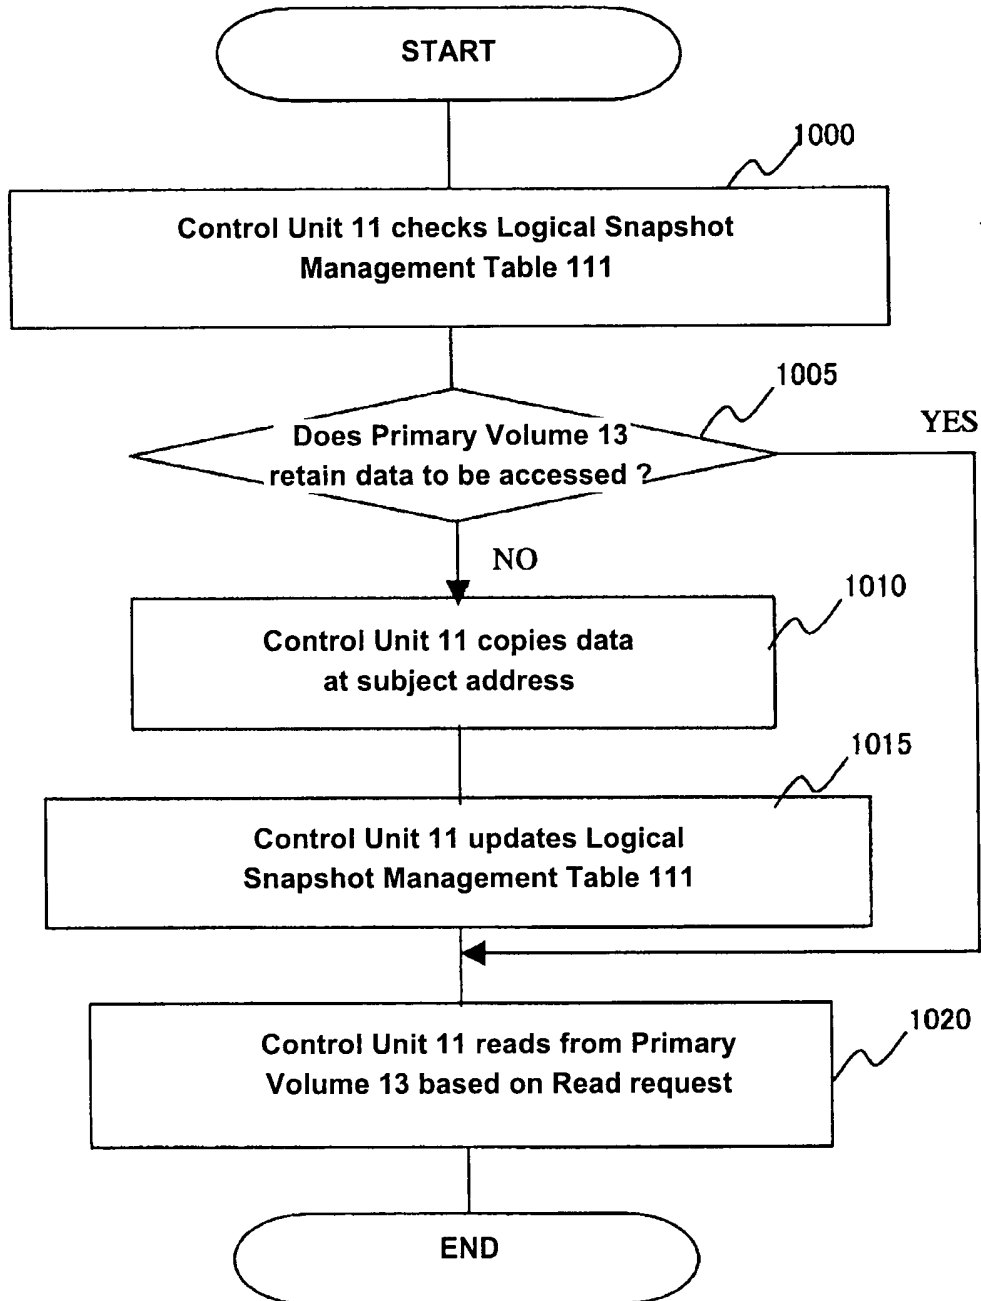 START
1000
Control Unit 11 checks Logical Snapshot
Management Table 111
1005
YES
Does Primary Volume 13
retain data to be accessed ?
NO
1010
Control Unit 11 copies data
at subject address
1015
Control Unit 11 updates Logical
Snapshot Management Table 111
1020
Control Unit 11 reads from Primary
Volume 13 based on Read request
END